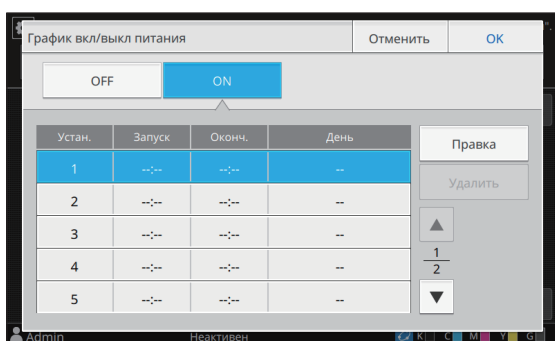 График вкл/выкл питания Отменить OK
OFF ON
Устан. Запуск Оконч. День
Правка
1 --:-- --:-- --
Удалить
2 --:-- --:-- --
3 --:-- --:-- --
1
4 --:-- --:-- --
2
5 --:-- --:-- --
Admin Неактивен K C M Y G